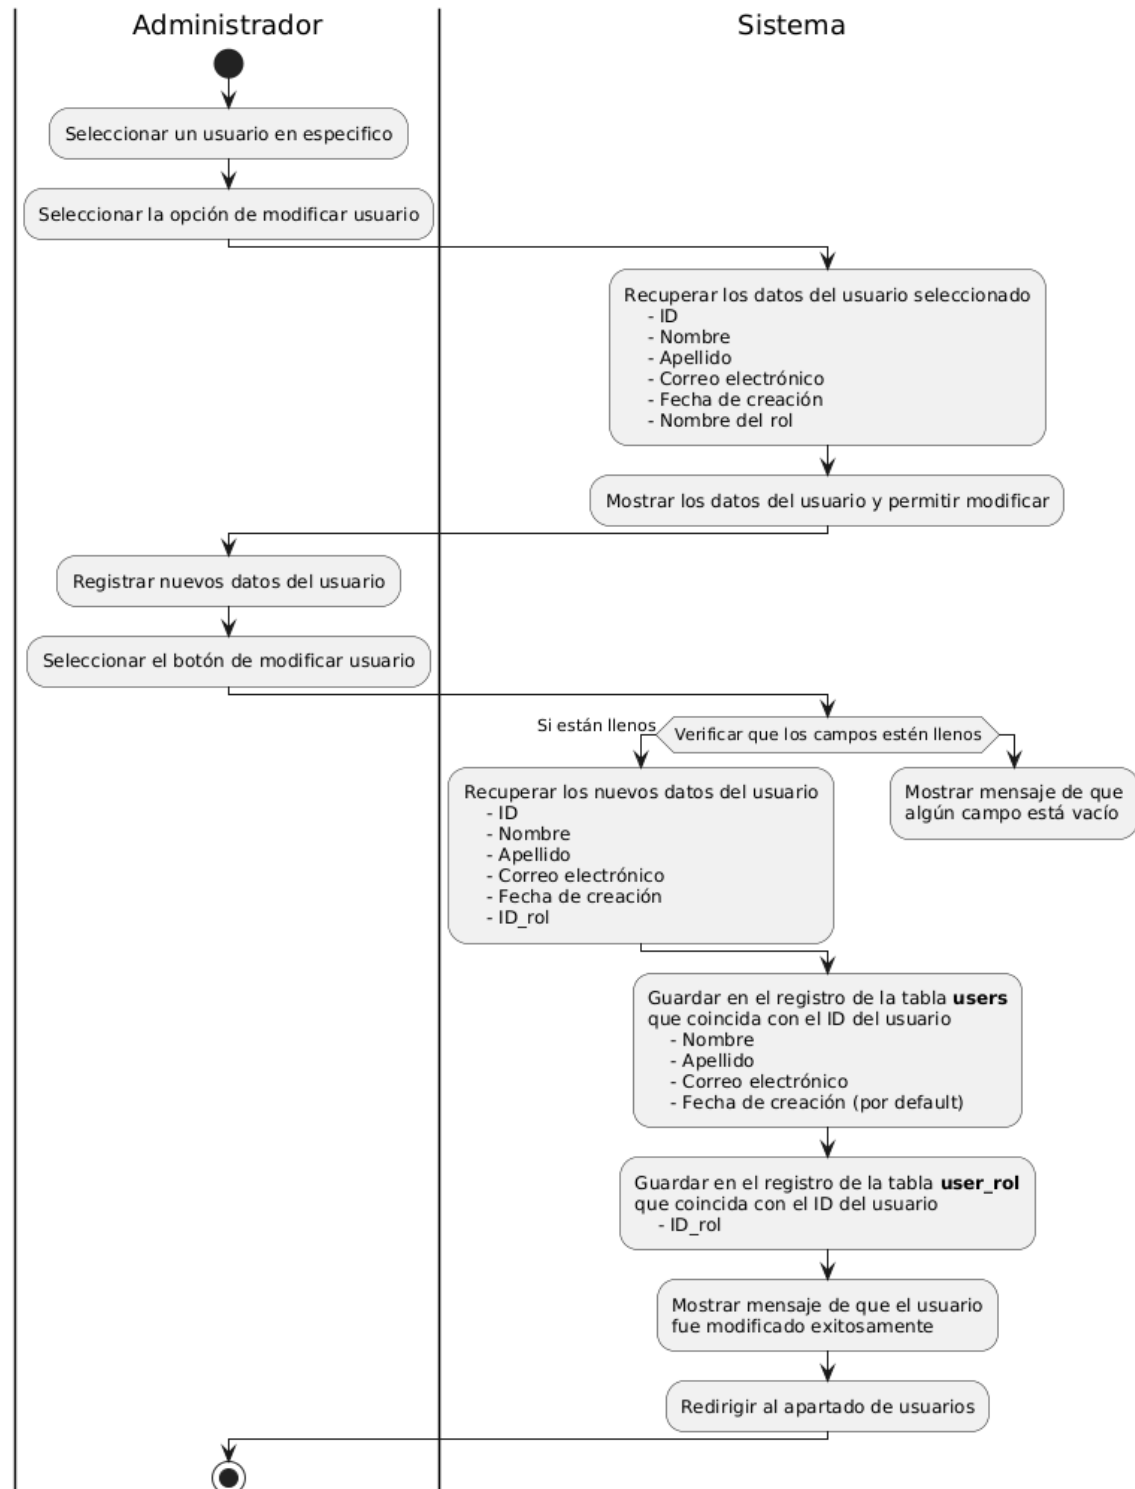 Administrador
Sistema
Seleccionar un usuario en especifico
Seleccionar la opción de modificar usuario
Recuperar los datos del usuario seleccionado
- ID
- Nombre
- Apellido
- Correo electrónico
- Fecha de creación
- Nombre del rol
Mostrar los datos del usuario y permitir modificar
Registrar nuevos datos del usuario
Seleccionar el botón de modificar usuario
Si están llenos
Verificar que los campos estén llenos
Recuperar los nuevos datos del usuario
- ID
- Nombre
- Apellido
- Correo electrónico
- Fecha de creación
- ID_rol
Mostrar mensaje de que
algún campo está vacío
Guardar en el registro de la tabla users
que coincida con el ID del usuario
- Nombre
- Apellido
- Correo electrónico
- Fecha de creación (por default)
Guardar en el registro de la tabla user_rol
que coincida con el ID del usuario
- ID_rol
Mostrar mensaje de que el usuario
fue modificado exitosamente
Redirigir al apartado de usuarios